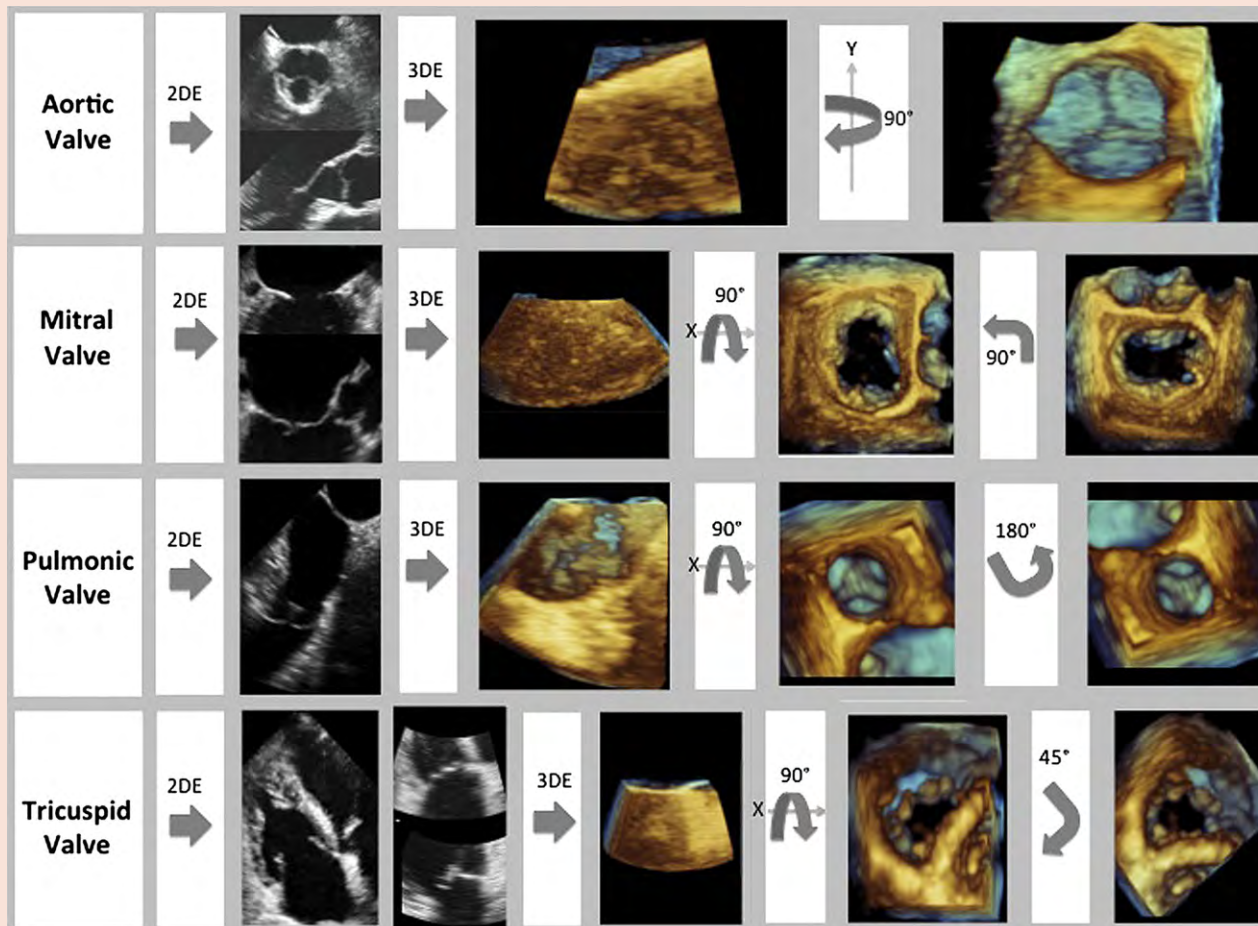 Aortic
Valve
2DE
3DE
Y
90°
Mitral
Valve
2DE
3DE
90°
X
90°
Pulmonic
Valve
2DE
3DE
90°
X
180°
Tricuspid
Valve
2DE
3DE
90°
X
45°